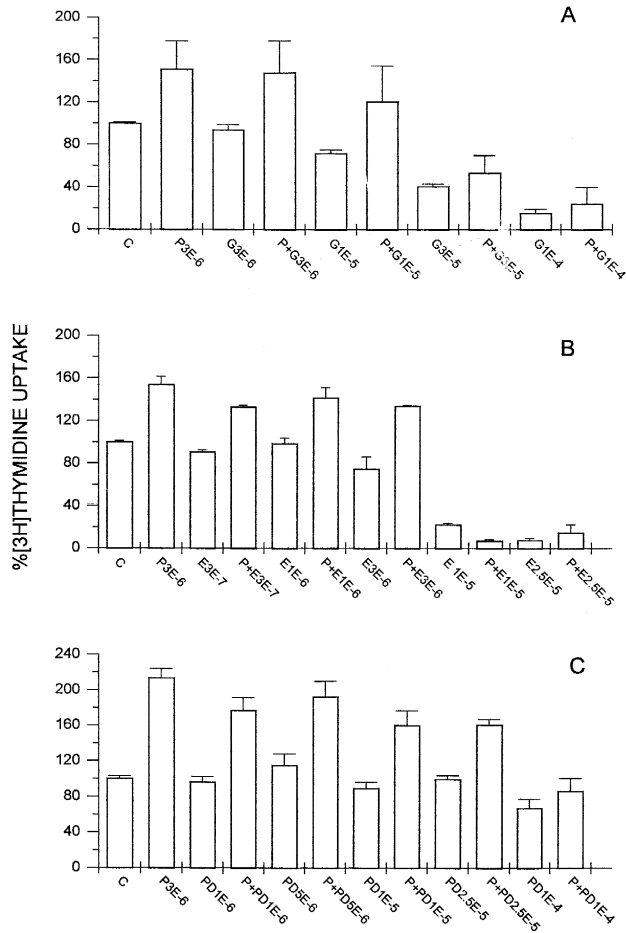 A
200
160
120
80
40
0
C
P3E-6
G3E-6
P+G3E-6
G1E-5
P+G1E-5
G3E-5
P+G3E-5
G1E-4
P+G1E-4
%[3H]THYMIDINE UPTAKE
B
200
160
120
80
40
0
C
P3E-6
E3E-7
P+E3E-7
E1E-6
P+E1E-6
E3E-6
P+E3E-6
E 1E-5
P+E1E-5
E2.5E-5
P+E2.5E-5
C
240
200
160
120
80
40
0
C
P3E-6
PD1E-6
P+PD1E-6
PD5E-6
P+PD5E-6
PD1E-5
P+PD1E-5
PD2.5E-5
P+PD2.5E-5
PD1E-4
P+PD1E-4